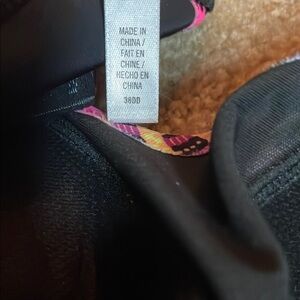 MADE IN
CHINA /
FAIT EN
CHINE /
HECHO EN
CHINA
38DD